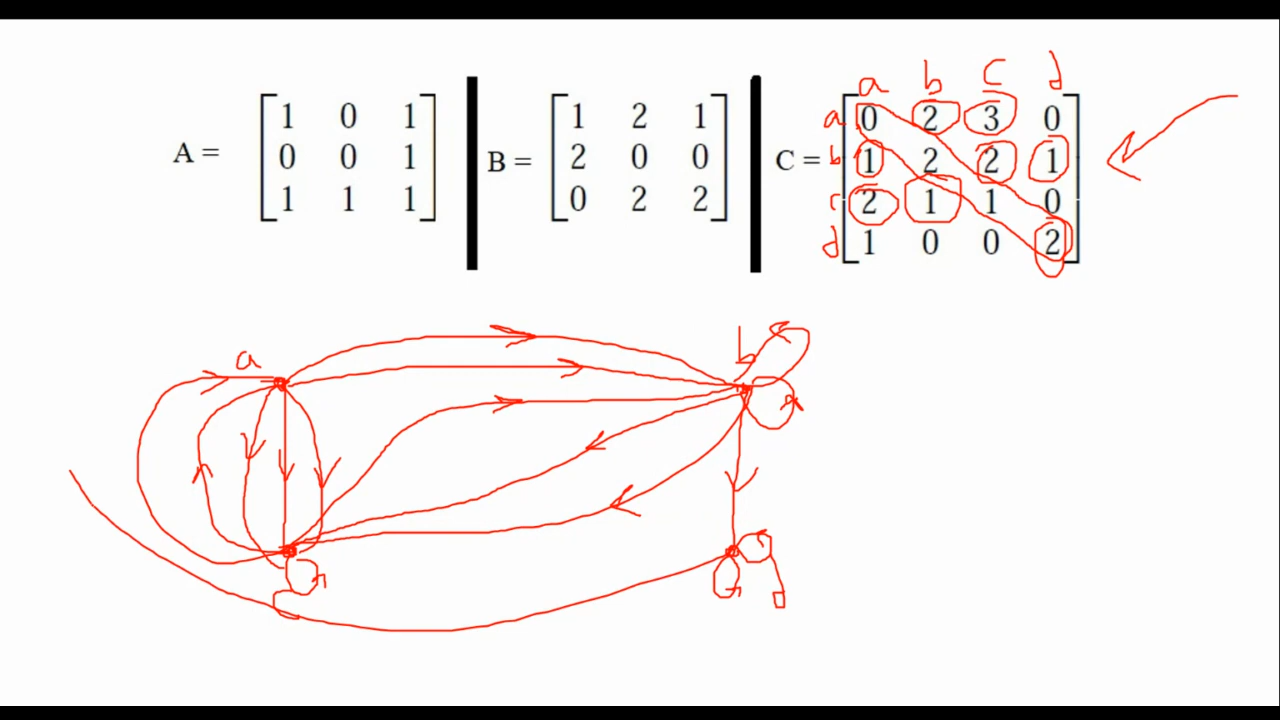 a b c d
A = [1 0 1 B = [1 2 1 C = a [0 2 3 0
0 0 1 2 0 0 b 1 2 2 1
1 1 1] 0 2 2] c 2 1 1 0
d 1 0 0 2]
a b
c d